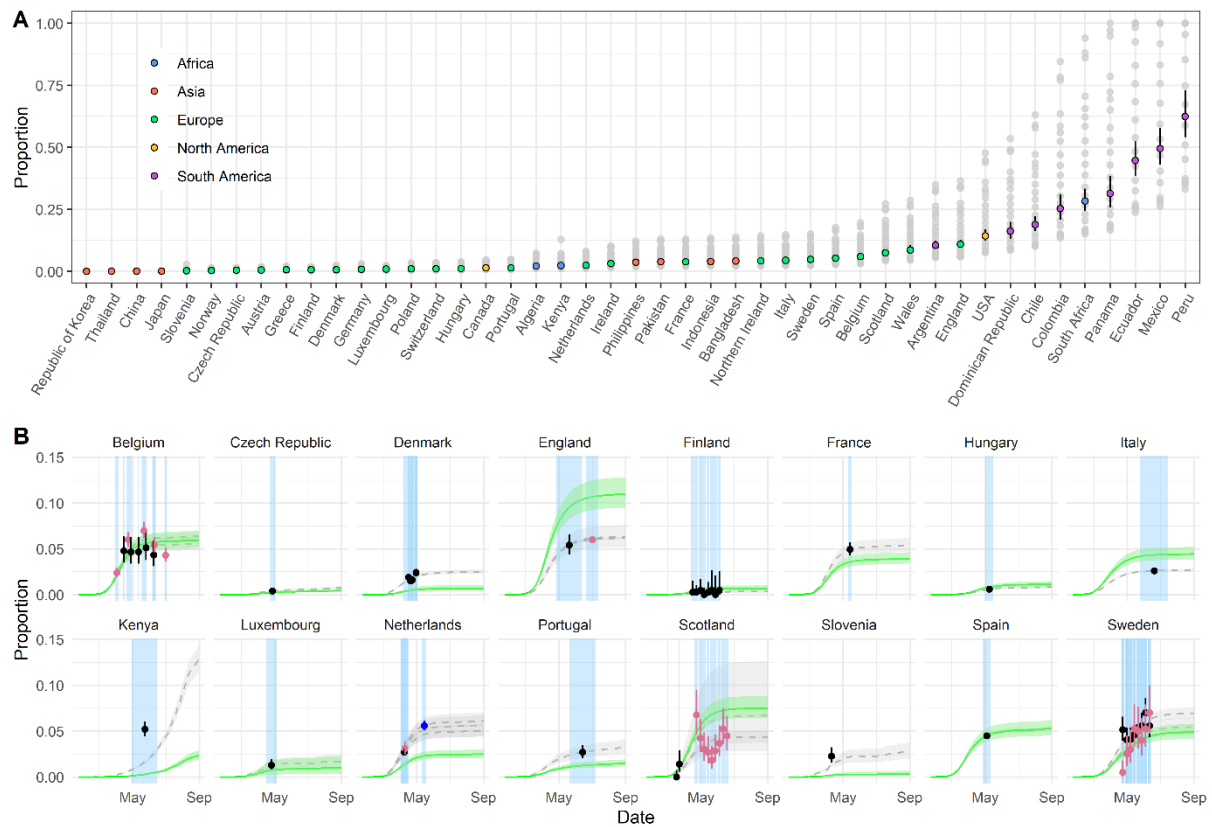 A
1.00
0.75
0.50
0.25
0.00
Proportion
Africa
Asia
Europe
North America
South America
Republic of Korea
Thailand
China
Japan
Slovenia
Norway
Czech Republic
Austria
Greece
Finland
Denmark
Germany
Luxembourg
Poland
Switzerland
Hungary
Canada
Portugal
Algeria
Kenya
Netherlands
Ireland
Philippines
Pakistan
France
Indonesia
Bangladesh
Northern Ireland
Italy
Sweden
Spain
Belgium
Scotland
Wales
Argentina
England
USA
Dominican Republic
Chile
Colombia
South Africa
Panama
Ecuador
Mexico
Peru
B
Belgium Czech Republic Denmark England Finland France Hungary Italy
0.15
0.10
0.05
0.00
Proportion
Kenya Luxembourg Netherlands Portugal Scotland Slovenia Spain Sweden
0.15
0.10
0.05
0.00
May Sep May Sep May Sep May Sep May Sep May Sep May Sep May Sep
Date